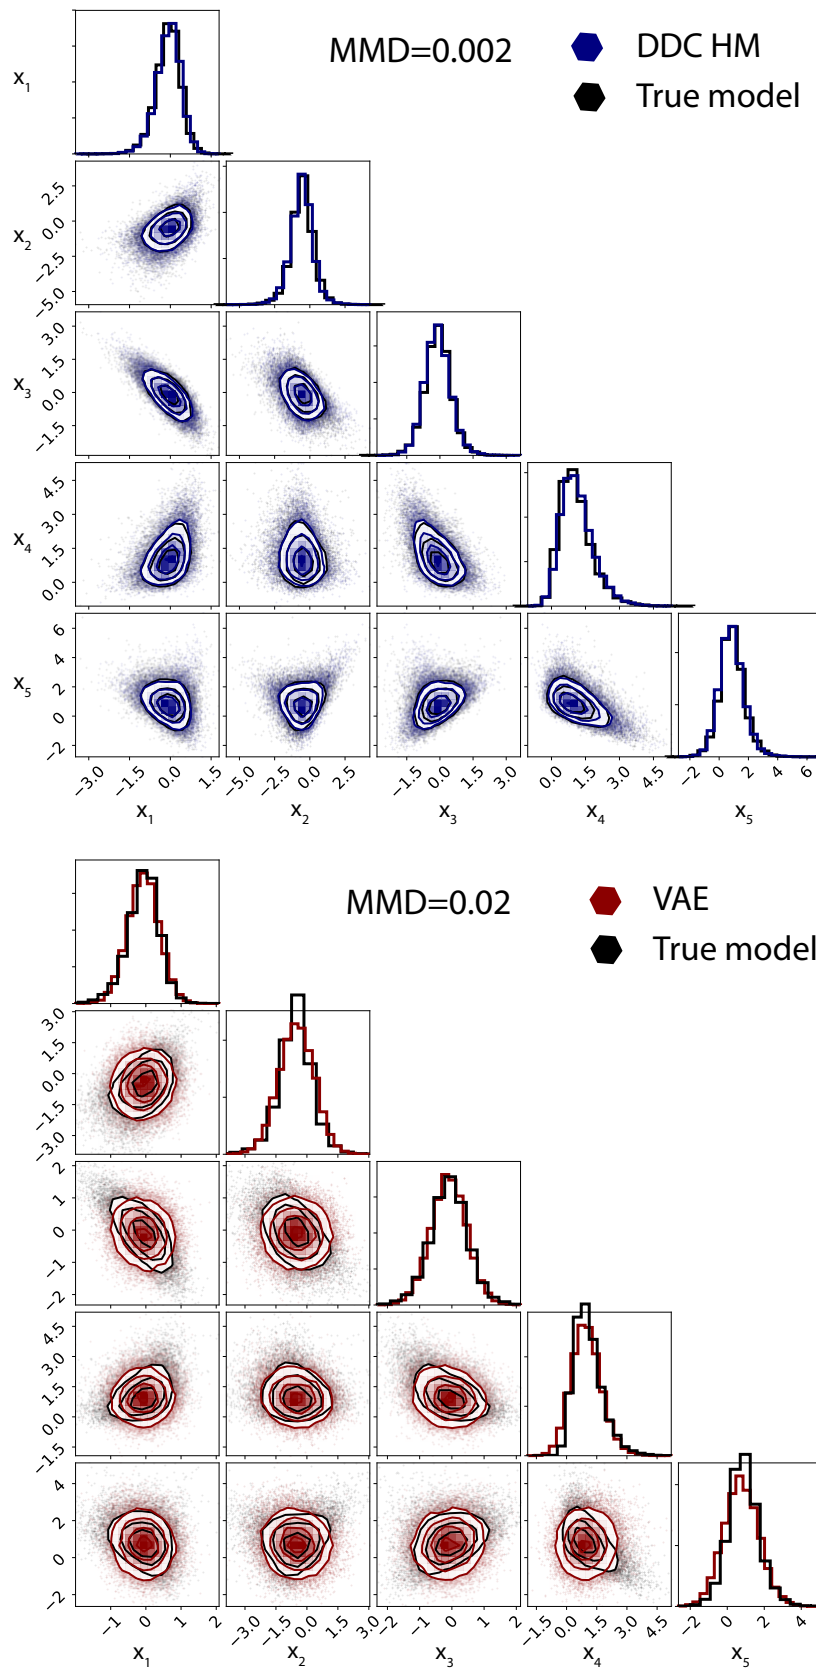 MMD=0.002
DDC HM
True model
x1
2.5
0.0
−2.5
−5.0
x2
3.0
1.5
0.0
−1.5
x3
4.5
3.0
1.5
0.0
x4
6
4
2
0
−2
x5
−3.0 −1.5 0.0 1.5
−5.0 −2.5 0.0 2.5
−1.5 0.0 1.5 3.0
0.0 1.5 3.0 4.5
−2 0 2 4 6
x1 x2 x3 x4 x5
MMD=0.02
VAE
True model
3.0
1.5
0.0
−1.5
−3.0
2
1
0
−1
−2
4.5
3.0
1.5
0.0
−1.5
4
2
0
−2
−1 0 1 2
−3.0 −1.5 0.0 1.5 3.0
−2 −1 0 1 2
−1.5 0.0 1.5 3.0 4.5
−2 0 2 4
x1 x2 x3 x4 x5